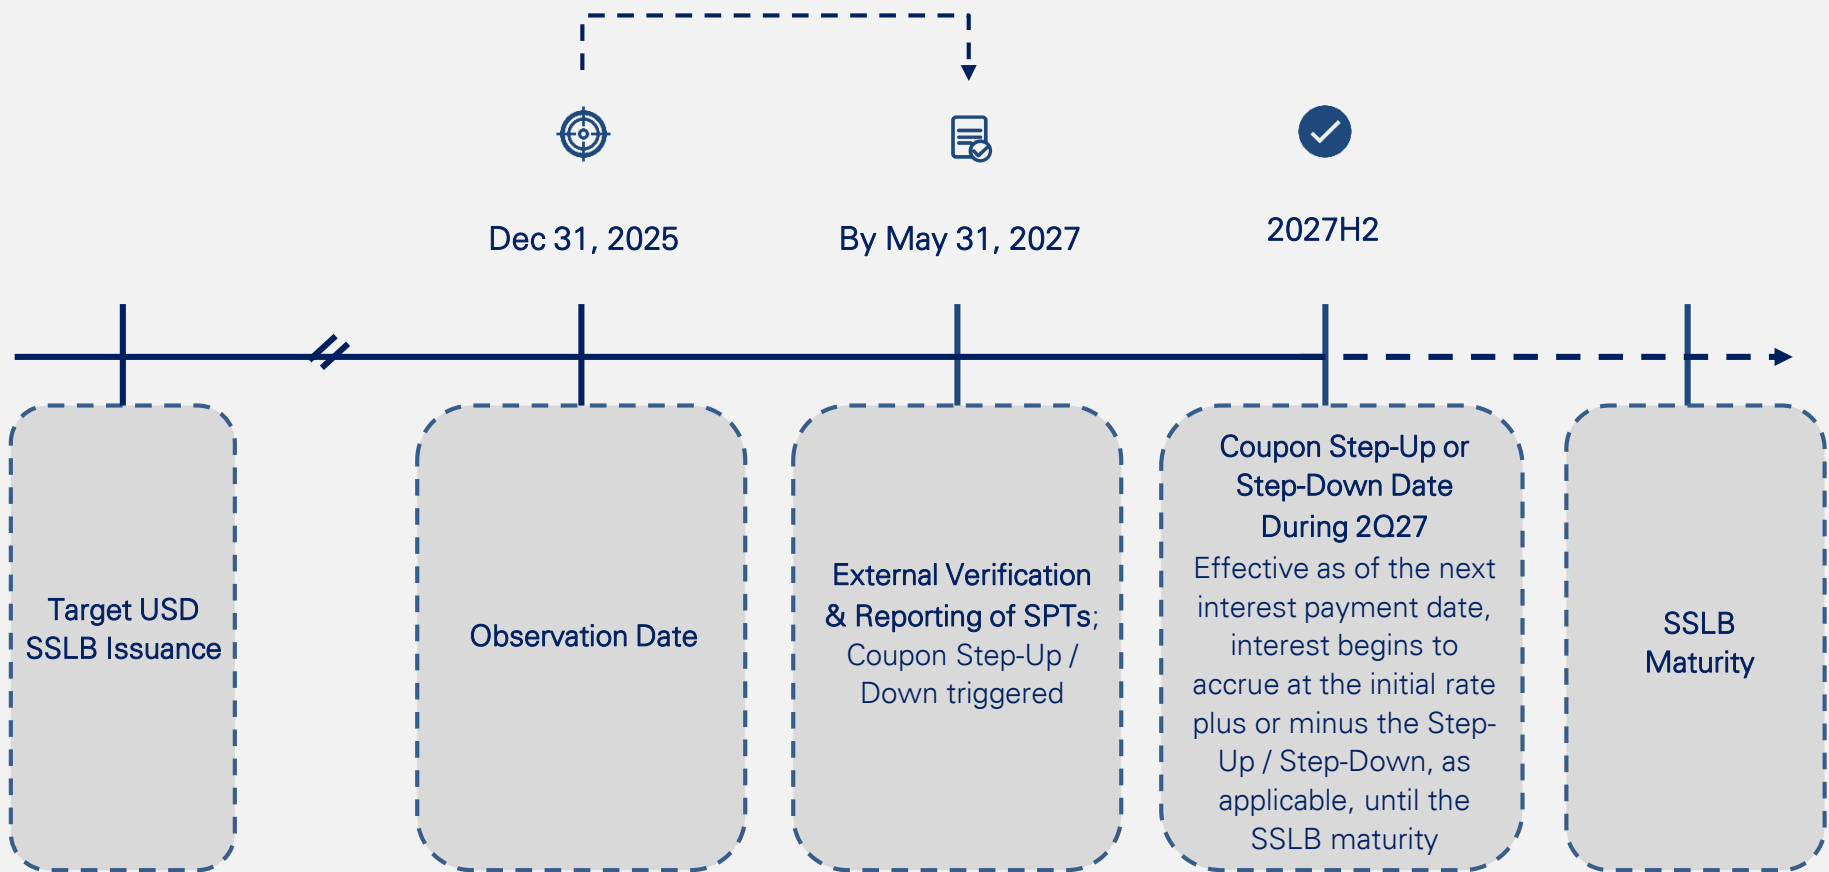 Dec 31, 2025
By May 31, 2027
2027H2
Target USD
SSLB Issuance
Observation Date
External Verification
& Reporting of SPTs;
Coupon Step-Up /
Down triggered
Coupon Step-Up or
Step-Down Date
During 2Q27
Effective as of the next
interest payment date,
interest begins to
accrue at the initial rate
plus or minus the Step-
Up / Step-Down, as
applicable, until the
SSLB maturity
SSLB
Maturity